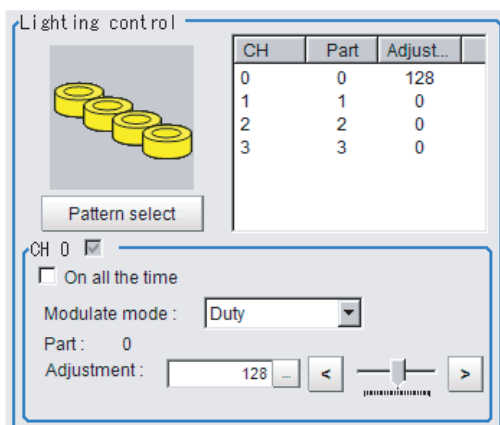 Lighting control
CH Part Adjust...
0 0 128
1 1 0
2 2 0
3 3 0
Pattern select
CH 0
On all the time
Modulate mode : Duty
Part : 0
Adjustment : 128 ... < >